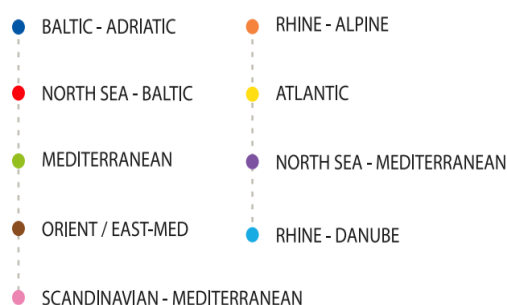 BALTIC - ADRIATIC
NORTH SEA - BALTIC
MEDITERRANEAN
ORIENT / EAST-MED
SCANDINAVIAN - MEDITERRANEAN
RHINE - ALPINE
ATLANTIC
NORTH SEA - MEDITERRANEAN
RHINE - DANUBE